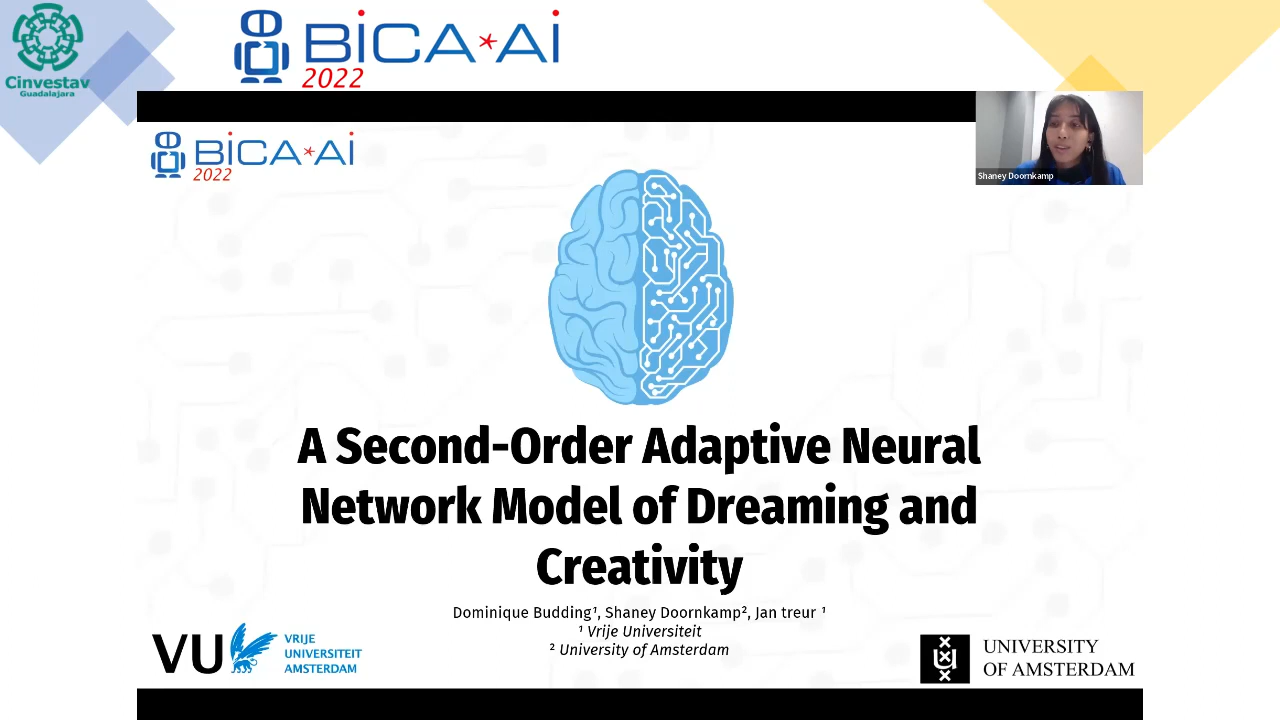 Cinvestav
Guadalajara
BiCA*Ai
2022
Shaney Doornkamp
BiCA*Ai
2022
A Second-Order Adaptive Neural
Network Model of Dreaming and
Creativity
Dominique Budding¹, Shaney Doornkamp², Jan treur ¹
¹ Vrije Universiteit
² University of Amsterdam
VU VRIJE
UNIVERSITEIT
AMSTERDAM
UNIVERSITY
OF AMSTERDAM